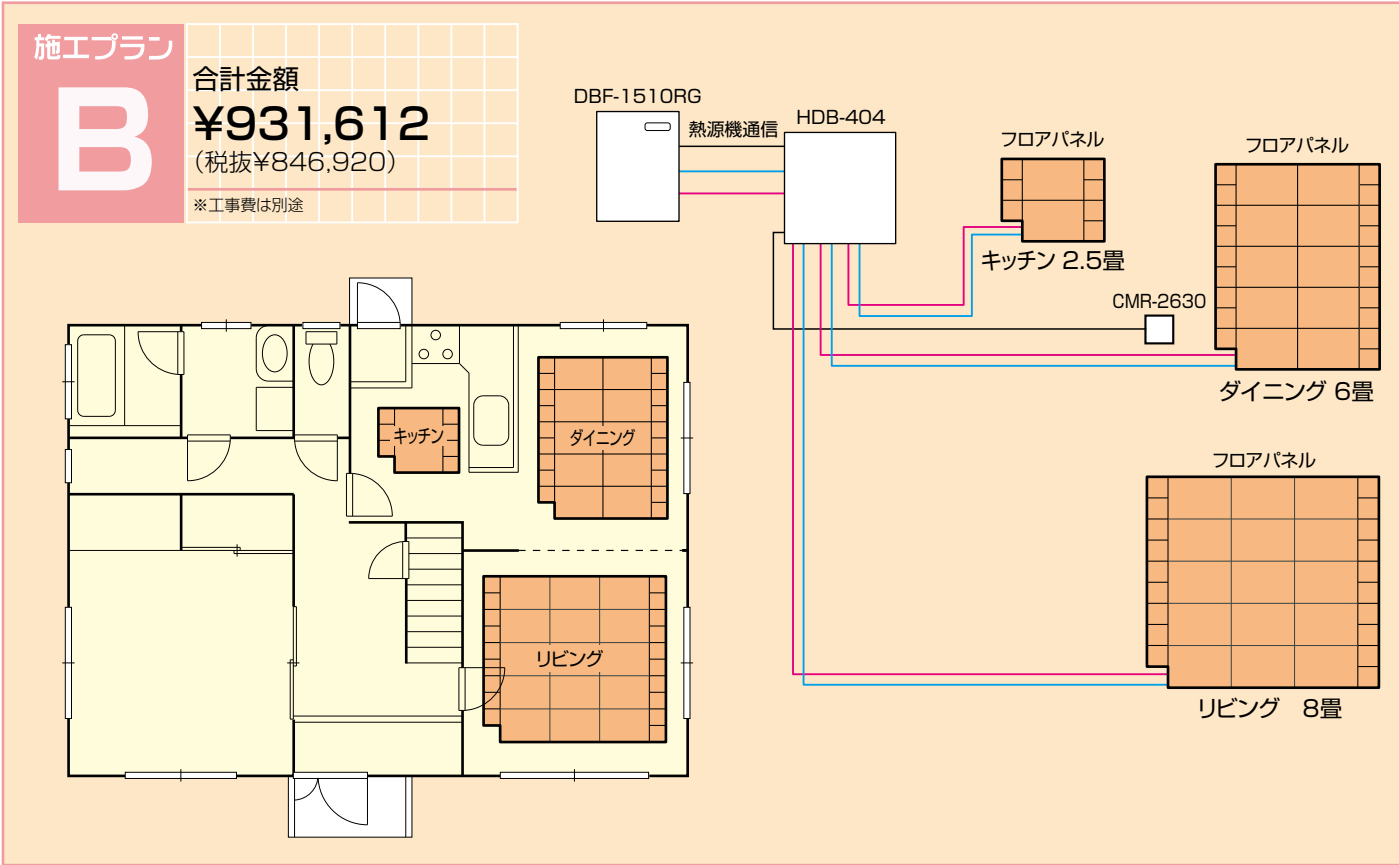 施工プラン
B
合計金額
¥931,612
(税抜¥846,920)
※工事費は別途
DBF-1510RG
熱源機通信
HDB-404
フロアパネル
キッチン 2.5畳
フロアパネル
ダイニング 6畳
CMR-2630
フロアパネル
リビング 8畳
キッチン
ダイニング
リビング